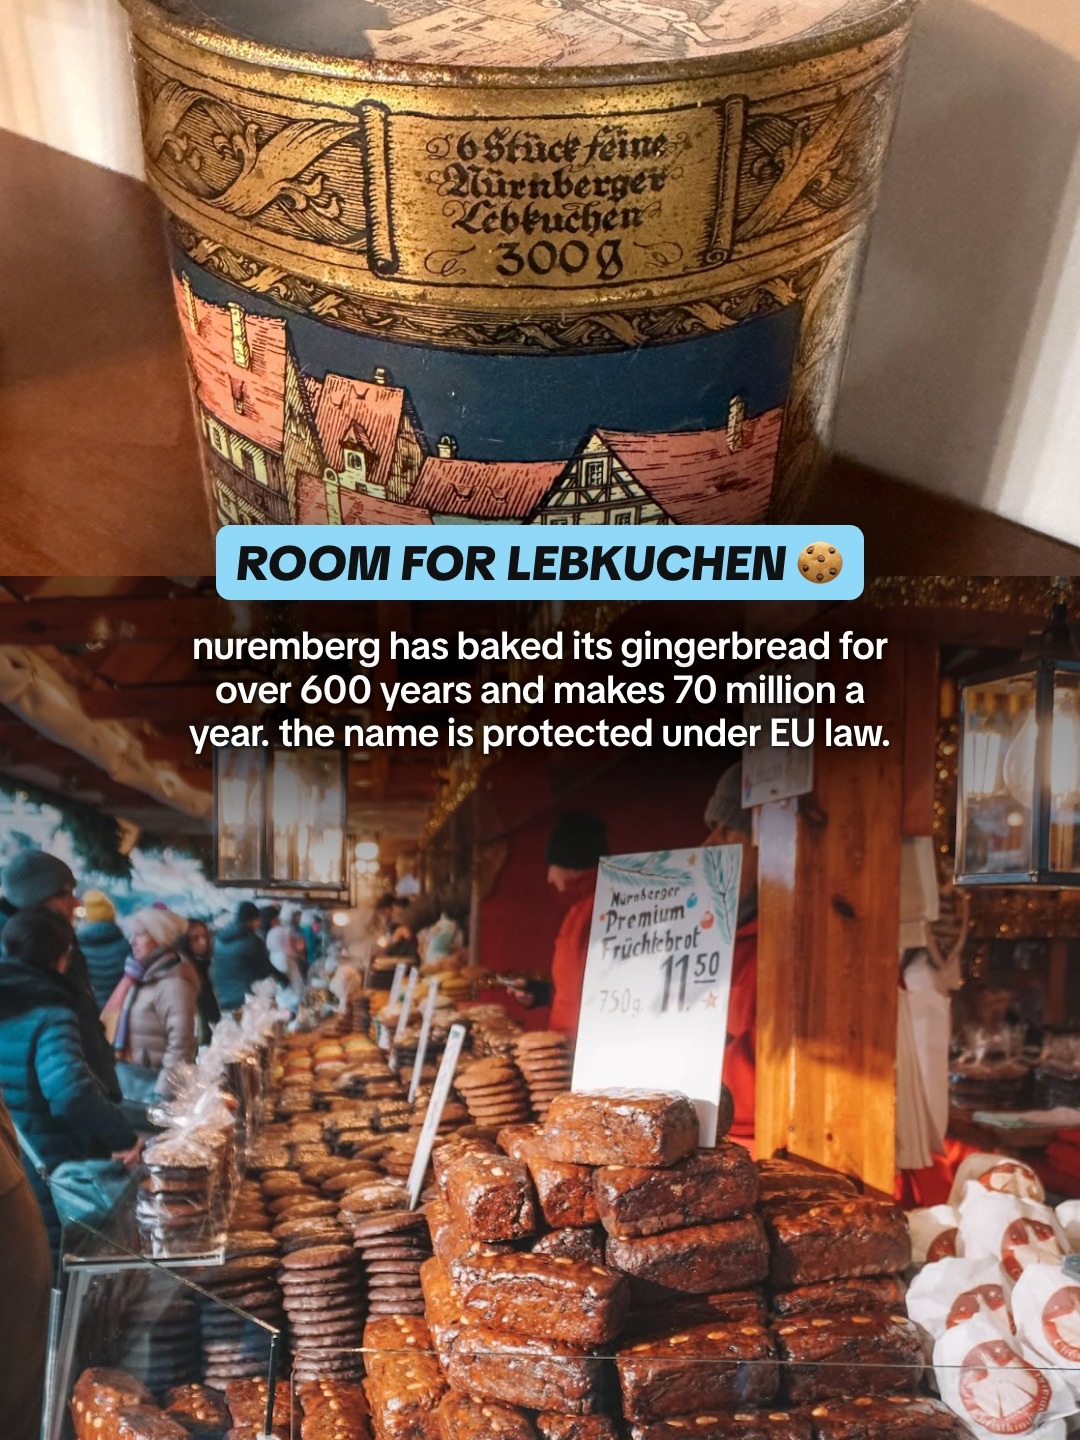 6 Stück feine
Nürnberger
Lebkuchen
300g
ROOM FOR LEBKUCHEN 🍪
nuremberg has baked its gingerbread for
over 600 years and makes 70 million a
year. the name is protected under EU law.
Nürnberger
Premium
Früchtebrot
750g 11.50